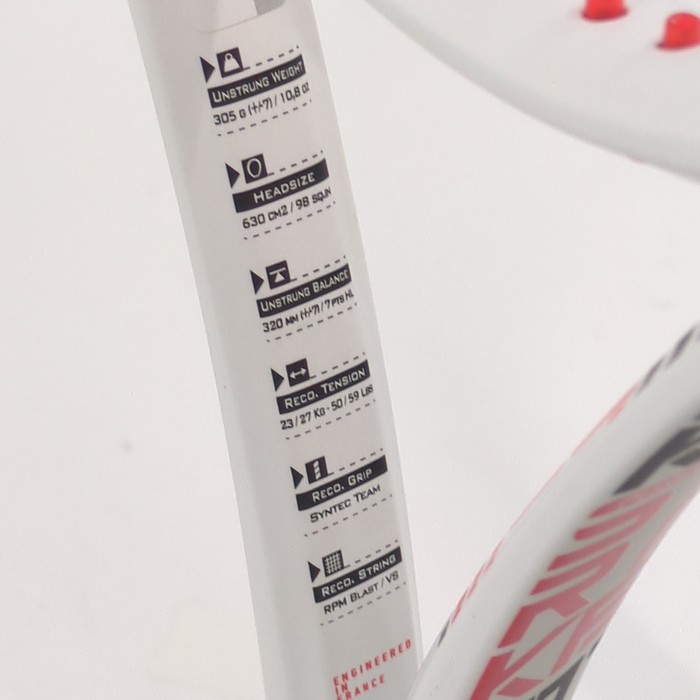 UNSTRUNG WEIGHT
305 G (+/-7) / 10,8 OZ
HEADSIZE
630 CM2 / 98 SQ.IN
UNSTRUNG BALANCE
320 MM (+/-7) / 7 PTS HL
RECO. TENSION
23 / 27 KG - 50 / 59 LBS
RECO. GRIP
SYNTEC TEAM
RECO. STRING
RPM BLAST / VS
ENGINEERED
IN
FRANCE